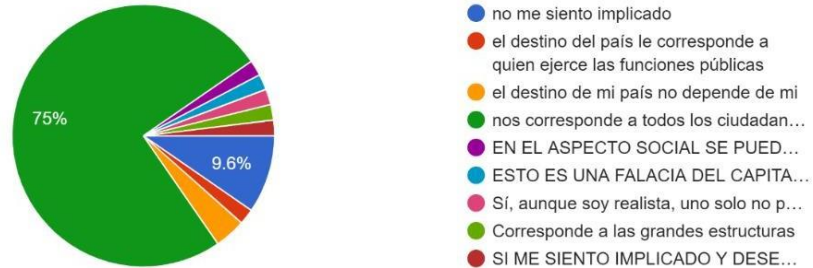 75%
9.6%
no me siento implicado
el destino del país le corresponde a
quien ejerce las funciones públicas
el destino de mi país no depende de mi
nos corresponde a todos los ciudadan…
EN EL ASPECTO SOCIAL SE PUED…
ESTO ES UNA FALACIA DEL CAPITA…
Sí, aunque soy realista, uno solo no p…
Corresponde a las grandes estructuras
SI ME SIENTO IMPLICADO Y DESE…